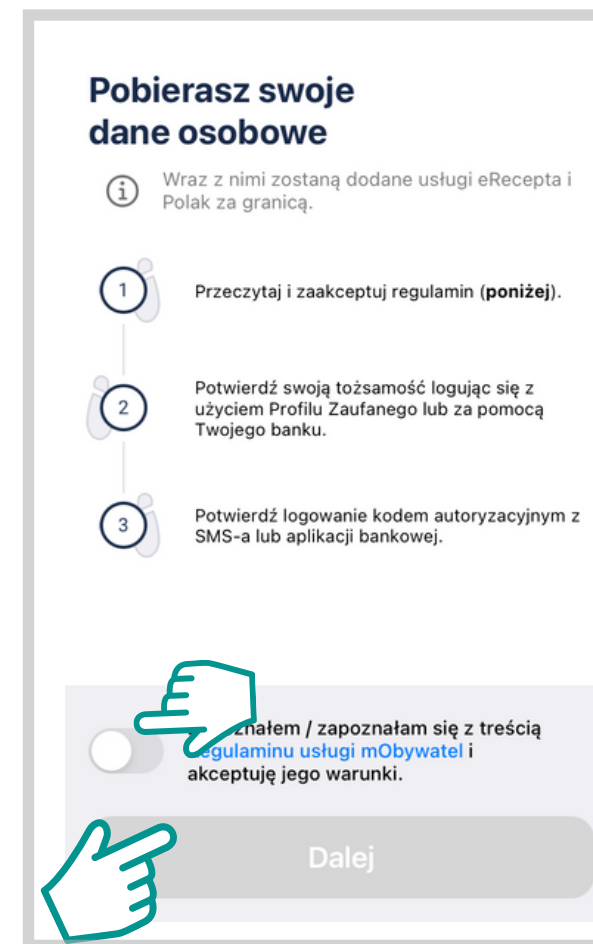 Pobierasz swoje
dane osobowe
i
Wraz z nimi zostaną dodane usługi eRecepta i
Polak za granicą.
1
Przeczytaj i zaakceptuj regulamin (poniżej).
2
Potwierdź swoją tożsamość logując się z
użyciem Profilu Zaufanego lub za pomocą
Twojego banku.
3
Potwierdź logowanie kodem autoryzacyjnym z
SMS-a lub aplikacji bankowej.
/ zapoznałam się z treścią
usługi mObywatel i
akceptuję jego warunki.
Dalej